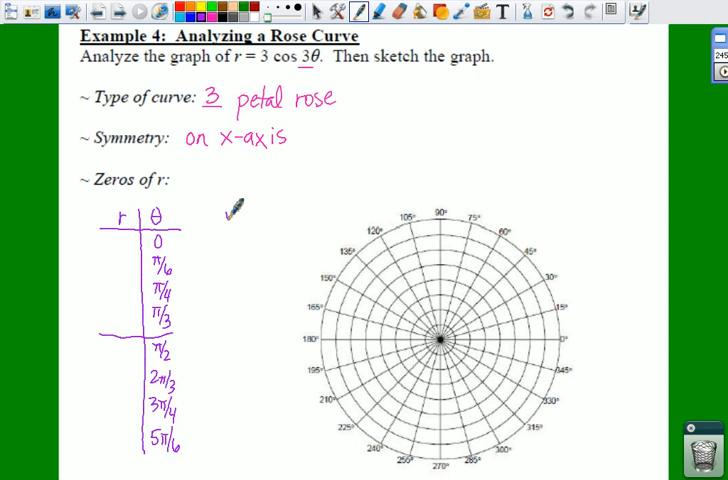 Example 4: Analyzing a Rose Curve
Analyze the graph of r = 3 cos 3θ. Then sketch the graph.
~ Type of curve: 3 petal rose
~ Symmetry: on x-axis
~ Zeros of r:
r θ
0
π/6
π/4
π/3
π/2
2π/3
3π/4
5π/6
90°
105° 75°
120° 60°
135° 45°
150° 30°
165° 15°
180° 0°
195° 345°
210° 330°
225° 315°
240° 300°
255° 285°
270°
T
245